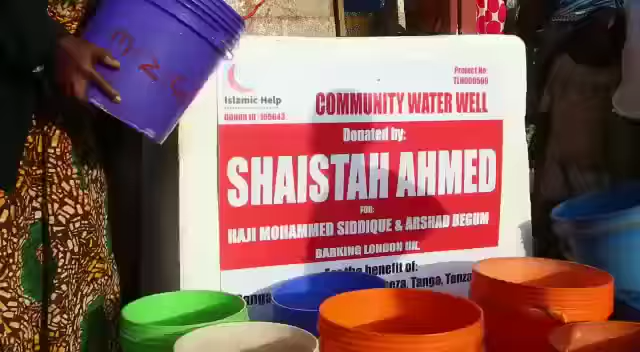 Islamic Help
Project No:
COMMUNITY WATER WELL
Donated by:
SHAISTAH AHMED
FOR:
HAJI MOHAMMED SIDDIQUE & ARSHAD BEGUM
BARKING LONDON UK
For the benefit of:
Tanga, Tanza